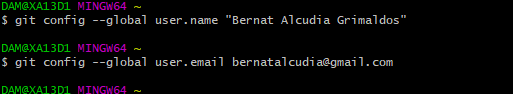 DAM@XA13D1 MINGW64 ~
$ git config --global user.name "Bernat Alcudia Grimaldos"
DAM@XA13D1 MINGW64 ~
$ git config --global user.email bernatalcudia@gmail.com
DAM@XA13D1 MINGW64 ~